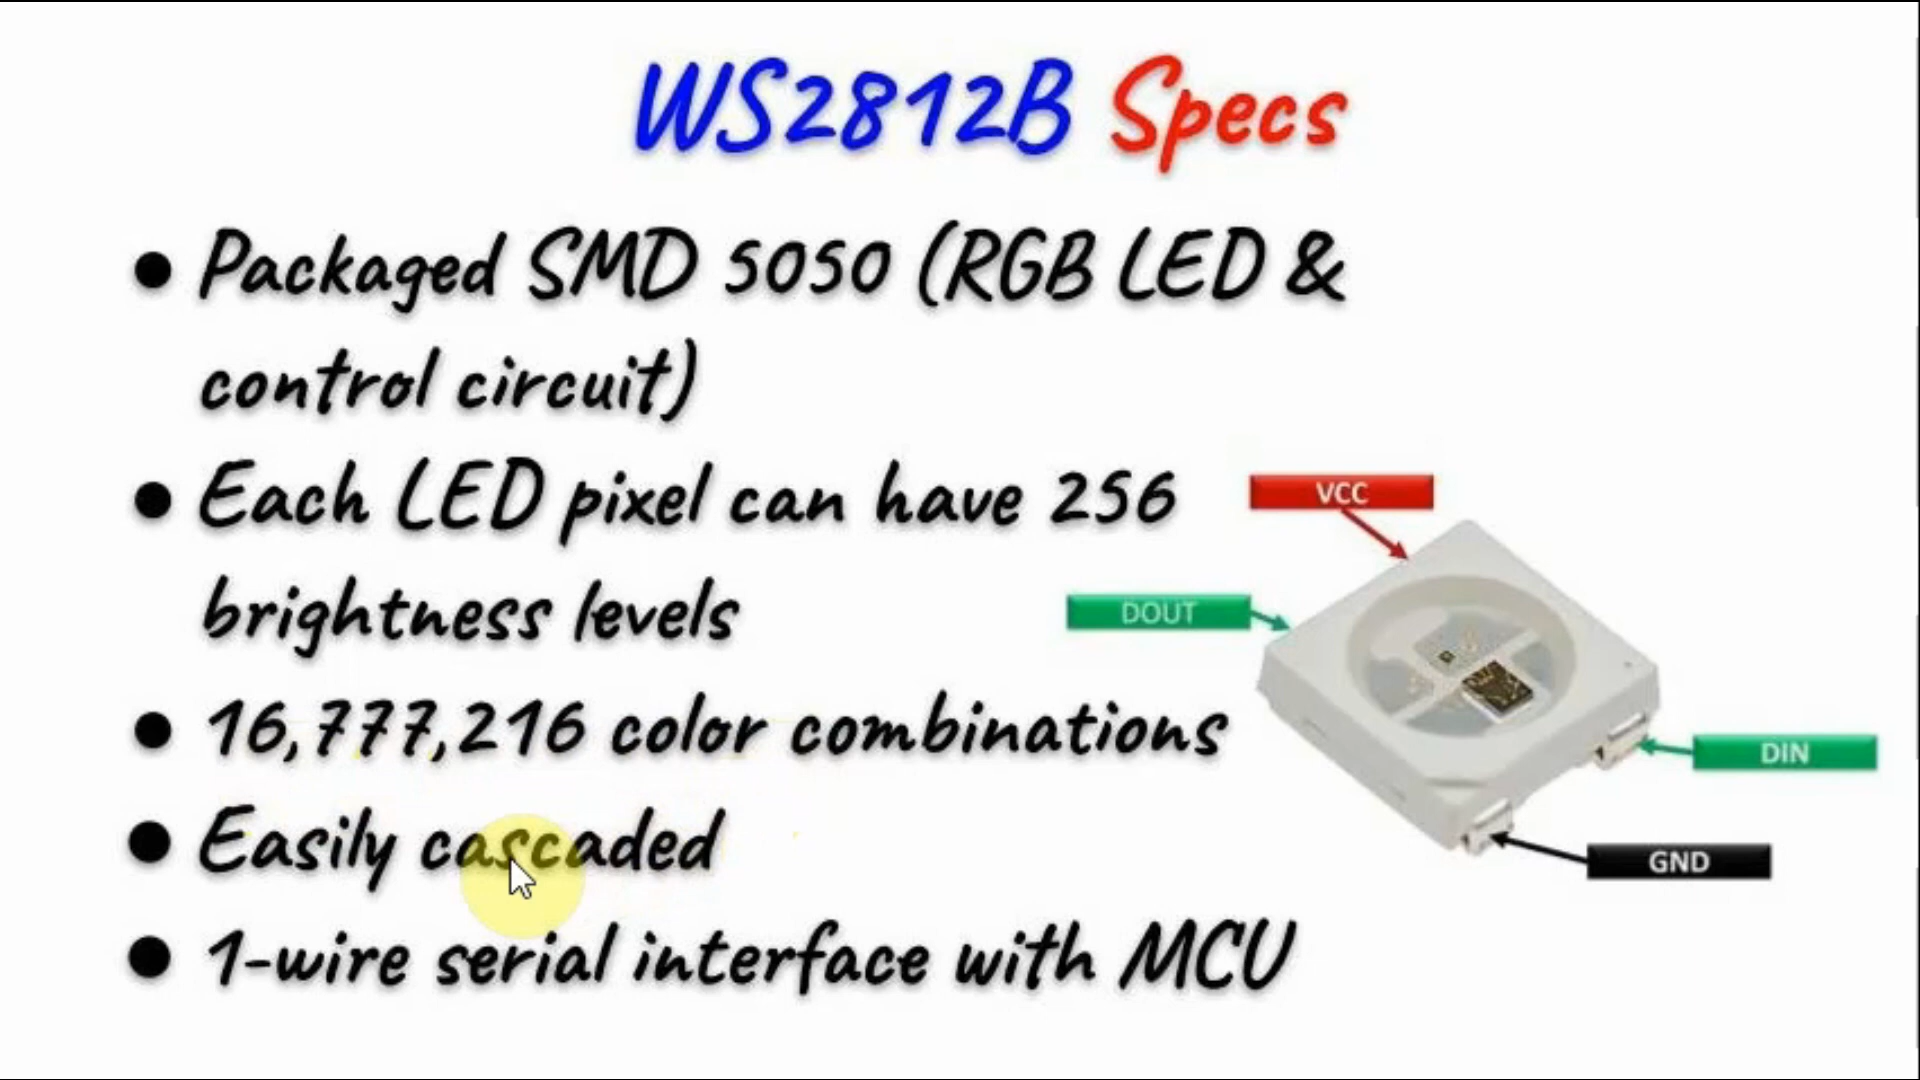 WS2812B Specs
● Packaged SMD 5050 (RGB LED &
control circuit)
● Each LED pixel can have 256
brightness levels
● 16,777,216 color combinations
● Easily cascaded
● 1-wire serial interface with MCU
VCC
DOUT
DIN
GND